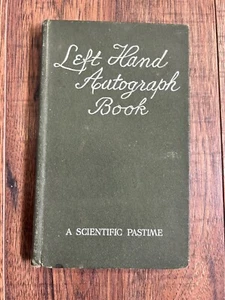 Left Hand
Autograph
Book
A SCIENTIFIC PASTIME